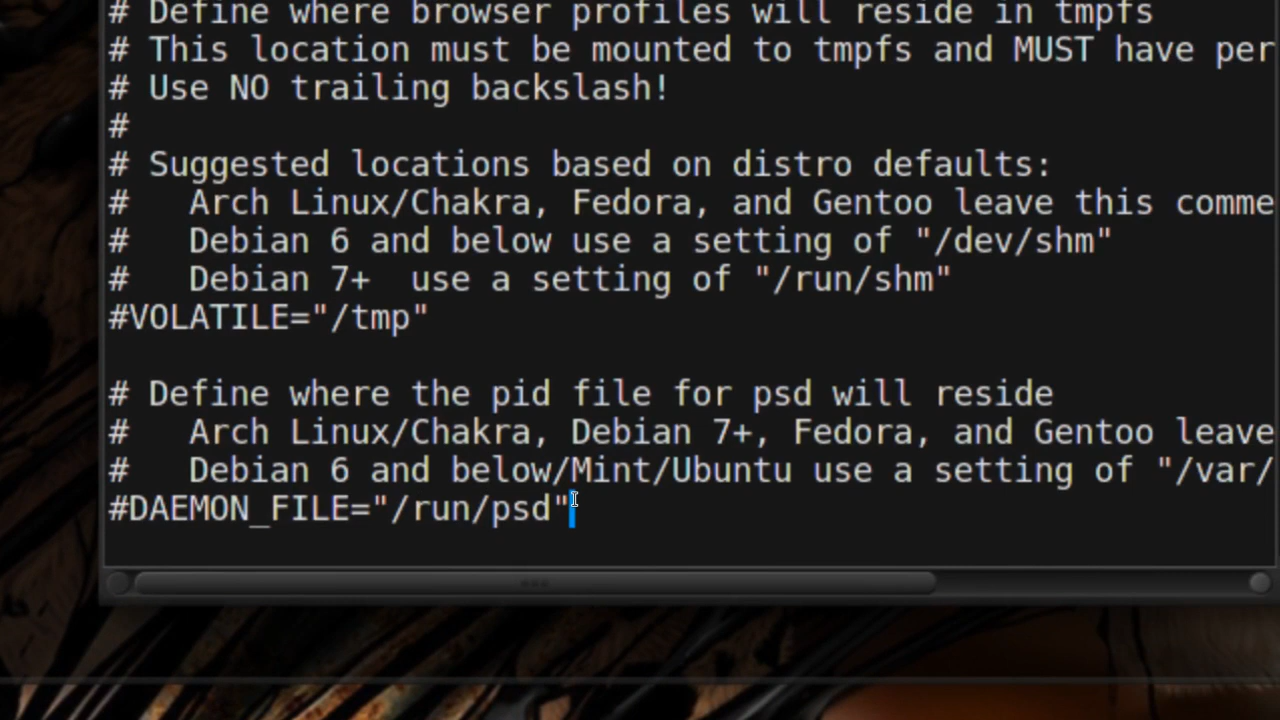 # Define where browser profiles will reside in tmpfs
# This location must be mounted to tmpfs and MUST have per
# Use NO trailing backslash!
#
# Suggested locations based on distro defaults:
#   Arch Linux/Chakra, Fedora, and Gentoo leave this comme
#   Debian 6 and below use a setting of "/dev/shm"
#   Debian 7+  use a setting of "/run/shm"
#VOLATILE="/tmp"

# Define where the pid file for psd will reside
#   Arch Linux/Chakra, Debian 7+, Fedora, and Gentoo leave
#   Debian 6 and below/Mint/Ubuntu use a setting of "/var/
#DAEMON_FILE="/run/psd"